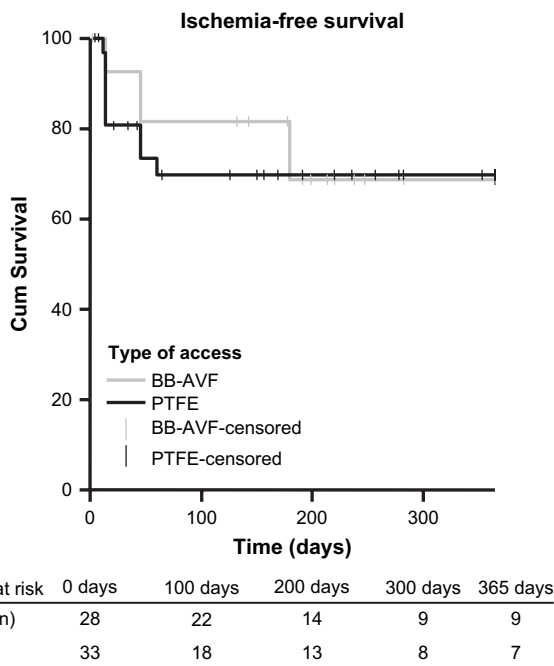 Ischemia-free survival
100
80
60
40
20
0
Cum Survival
Type of access
BB-AVF
PTFE
BB-AVF-censored
PTFE-censored
0 100 200 300
Time (days)
at risk 0 days 100 days 200 days 300 days 365 days
n) 28 22 14 9 9
33 18 13 8 7